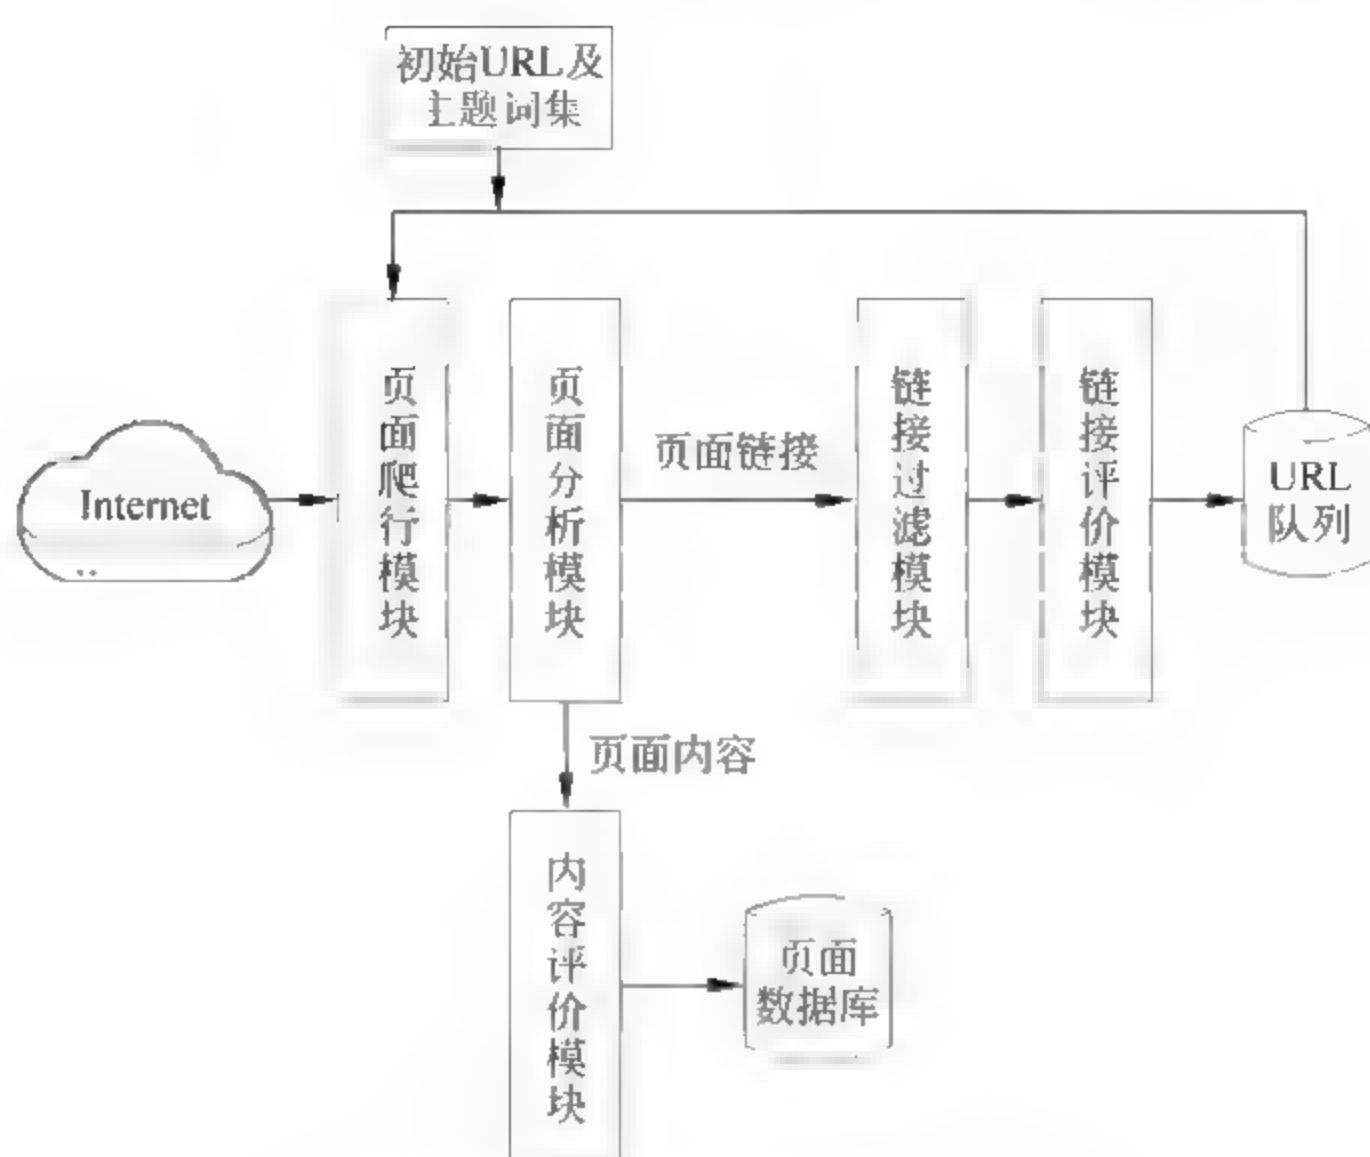 初始URL及
主题词集
Internet
页面爬行模块
页面分析模块
页面链接
链接过滤模块
链接评价模块
URL
队列
页面内容
内容评价模块
页面
数据库